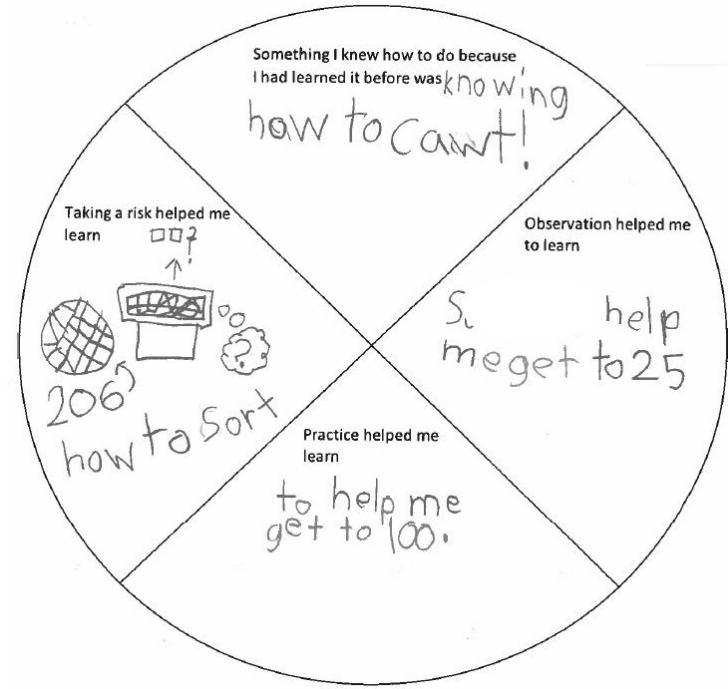 Something I knew how to do because
I had learned it before was knowing
how to cawt!
Taking a risk helped me
learn
206
how to sort
Observation helped me
to learn
help
me get to 25
Practice helped me
learn
to help me
get to 100.